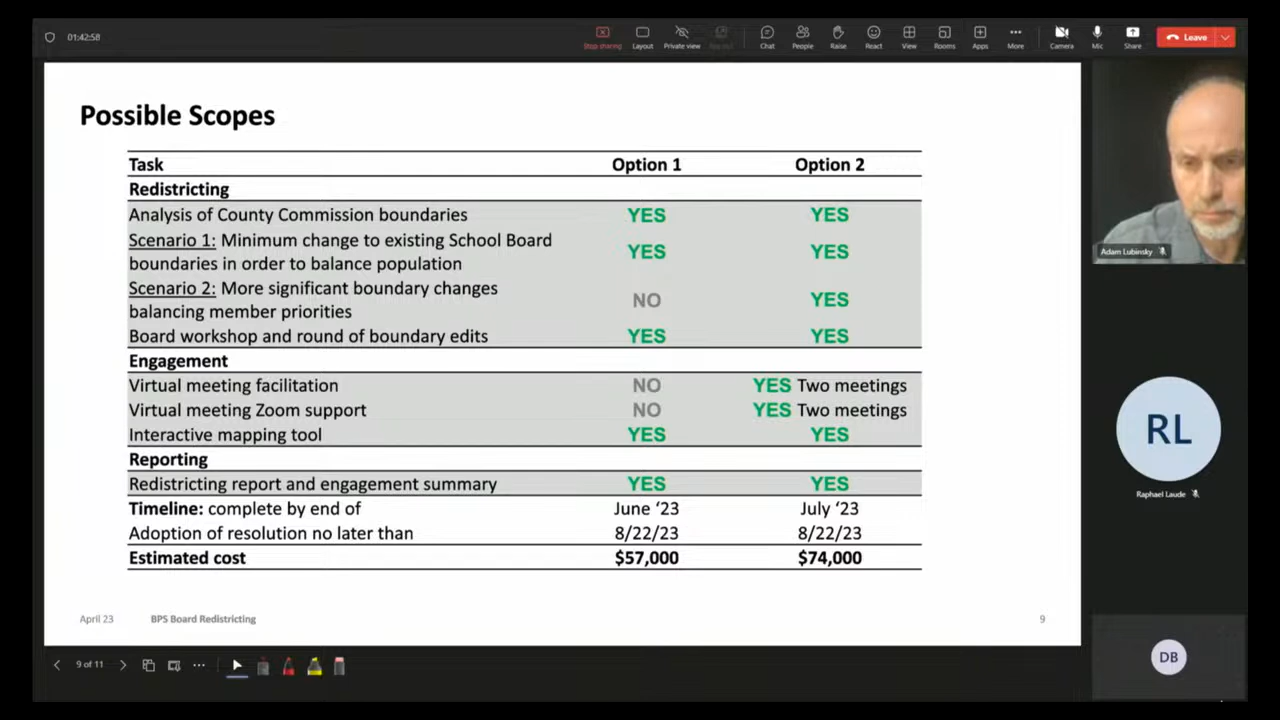 01:42:58
Stop sharing Layout Private view Chat People Raise React View Rooms Apps More Camera Mic Share Leave
Possible Scopes
Task Option 1 Option 2
Redistricting
Analysis of County Commission boundaries YES YES
Scenario 1: Minimum change to existing School Board
boundaries in order to balance population YES YES
Scenario 2: More significant boundary changes
balancing member priorities NO YES
Board workshop and round of boundary edits YES YES
Engagement
Virtual meeting facilitation NO YES Two meetings
Virtual meeting Zoom support NO YES Two meetings
Interactive mapping tool YES YES
Reporting
Redistricting report and engagement summary YES YES
Timeline: complete by end of June ‘23 July ‘23
Adoption of resolution no later than 8/22/23 8/22/23
Estimated cost $57,000 $74,000
April 23 BPS Board Redistricting 9
9 of 11
Adam Lubinsky
RL
Raphael Laude
DB